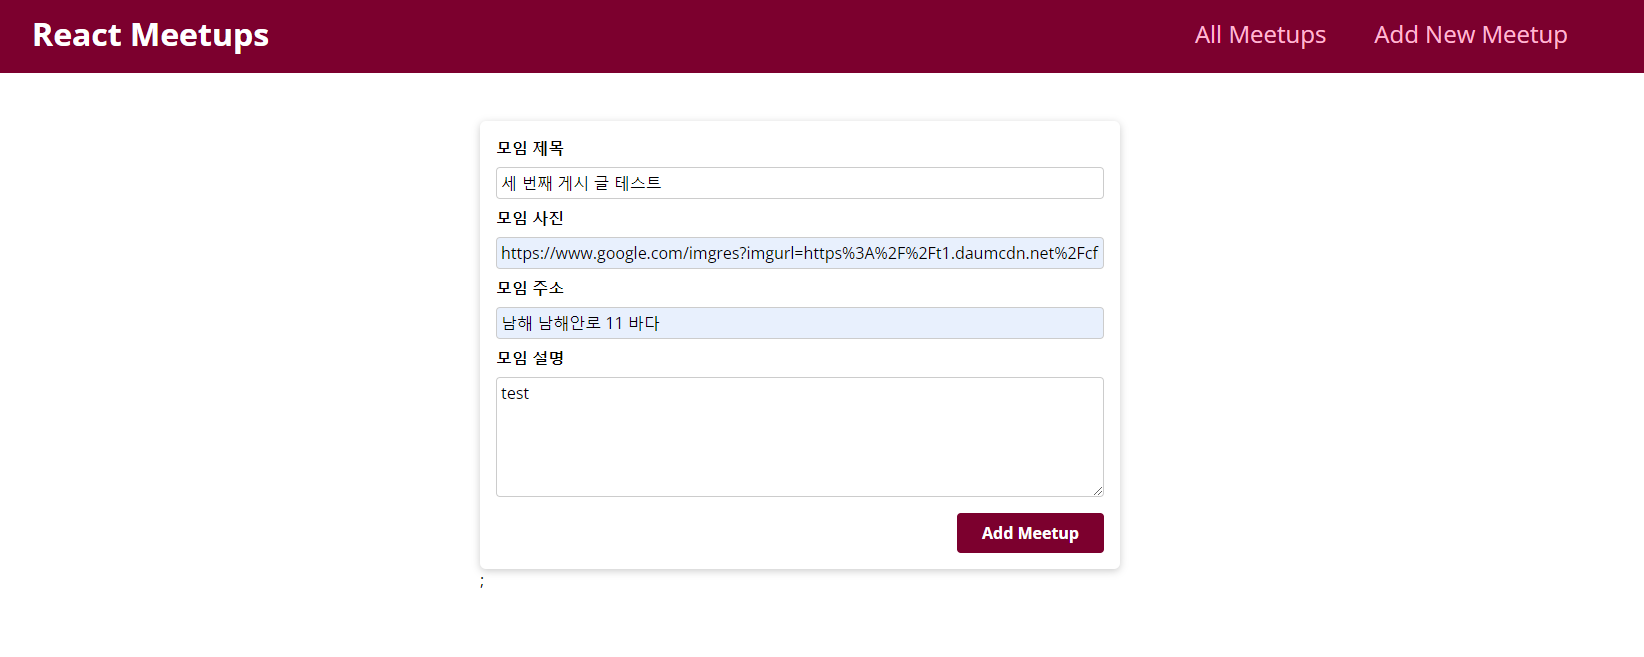 React Meetups
All Meetups
Add New Meetup
모임 제목
세 번째 게시 글 테스트
모임 사진
https://www.google.com/imgres?imgurl=https%3A%2F%2Ft1.daumcdn.net%2Fcf
모임 주소
남해 남해안로 11 바다
모임 설명
test
Add Meetup
;